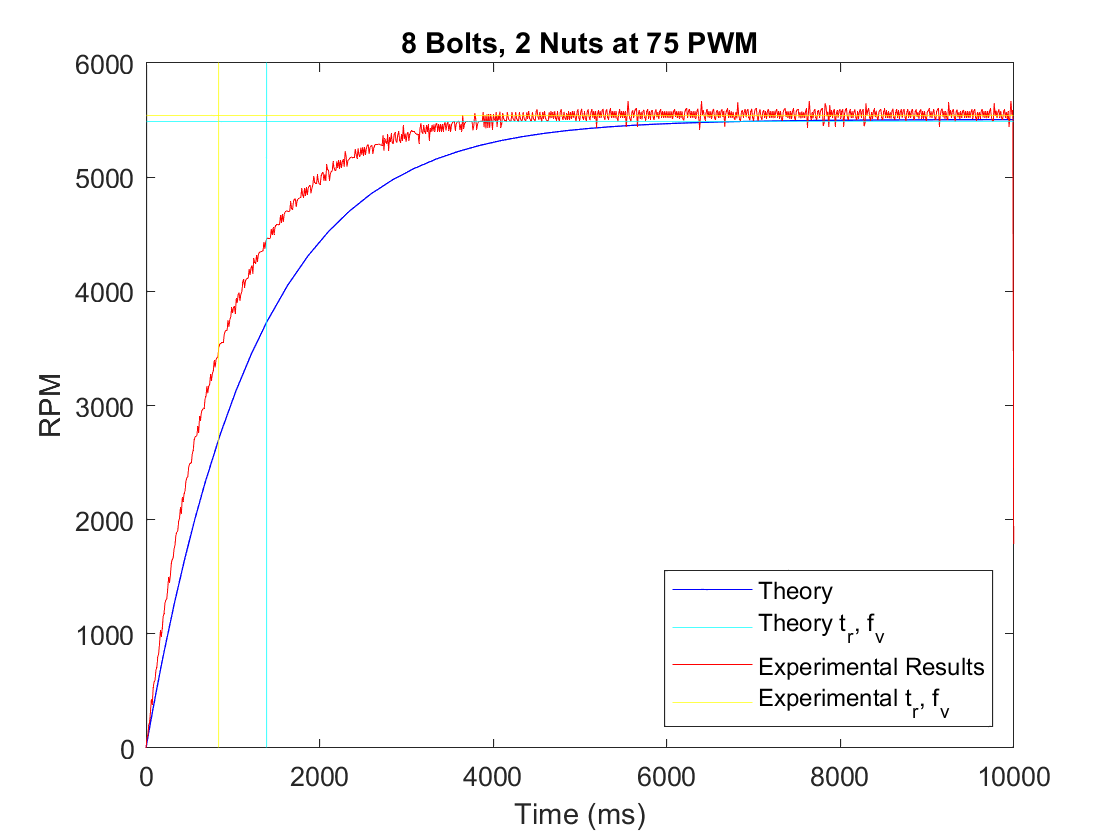 8 Bolts, 2 Nuts at 75 PWM
6000
5000
4000
3000
2000
1000
0
RPM
Theory
Theory t_r, f_v
Experimental Results
Experimental t_r, f_v
0 2000 4000 6000 8000 10000
Time (ms)